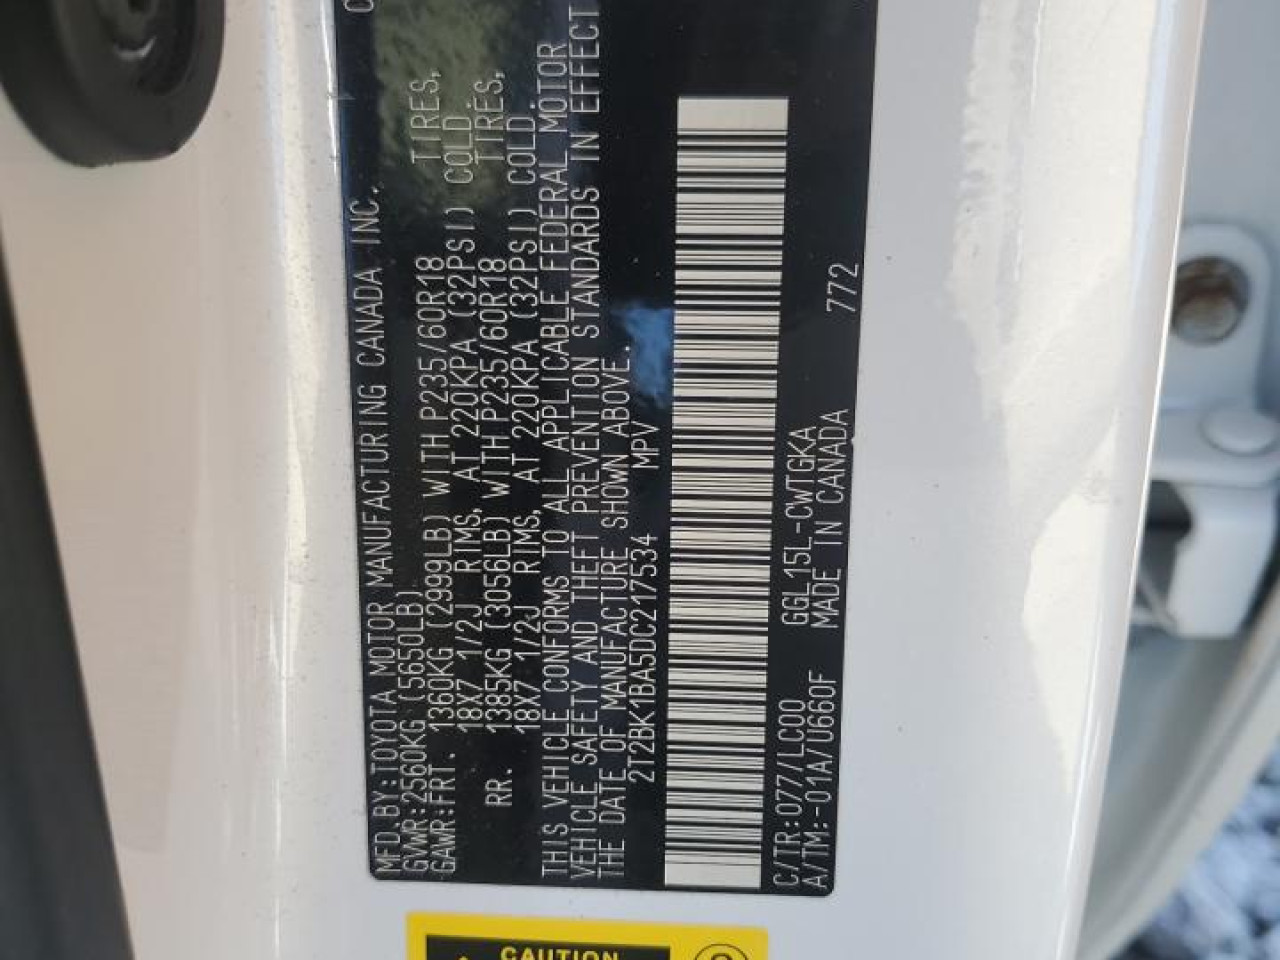 MFD.BY:TOYOTA MOTOR MANUFACTURING CANADA INC.
GVWR:2560KG (5650LB)
GAWR:FRT. 1360KG (2999LB) WITH P235/60R18 TIRES,
18X7 1/2J RIMS, AT 220KPA (32PSI) COLD.
RR. 1385KG (3056LB) WITH P235/60R18 TIRES,
18X7 1/2J RIMS, AT 220KPA (32PSI) COLD.
THIS VEHICLE CONFORMS TO ALL APPLICABLE FEDERAL MOTOR
VEHICLE SAFETY AND THEFT PREVENTION STANDARDS IN EFFECT
THE DATE OF MANUFACTURE SHOWN ABOVE.
2T2BK1BA5DC217534 MPV
C/TR:077/LC00 GGL15L-CWTGKA
A/TM:-01A/U660F MADE IN CANADA 772
CAUTION